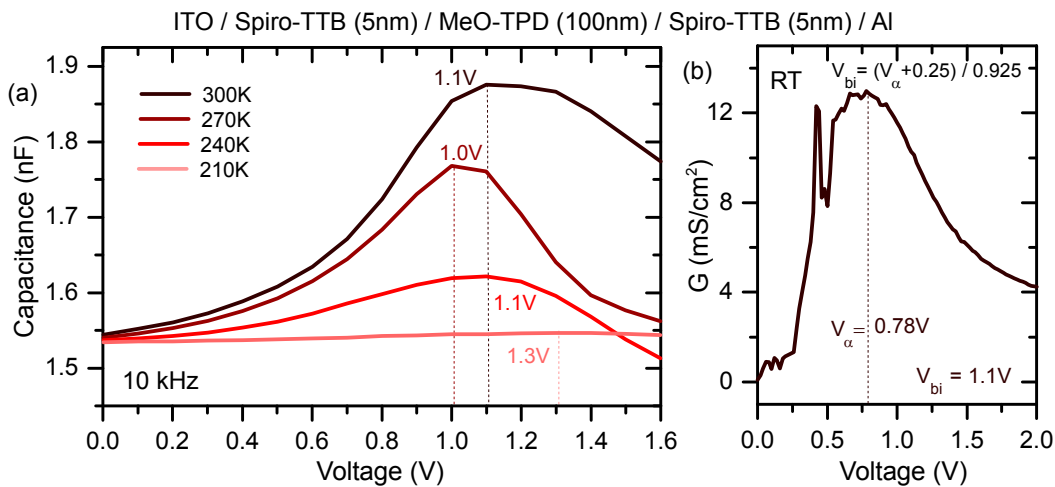 ITO / Spiro-TTB (5nm) / MeO-TPD (100nm) / Spiro-TTB (5nm) / Al
(a)
Capacitance (nF)
1.9
1.8
1.7
1.6
1.5
300K
270K
240K
210K
1.1V
1.0V
1.1V
1.3V
10 kHz
0.0 0.2 0.4 0.6 0.8 1.0 1.2 1.4 1.6
Voltage (V)
(b)
RT
V_bi = (V_α +0.25) / 0.925
G (mS/cm²)
12
8
4
0
V_α = 0.78V
V_bi = 1.1V
0.0 0.5 1.0 1.5 2.0
Voltage (V)